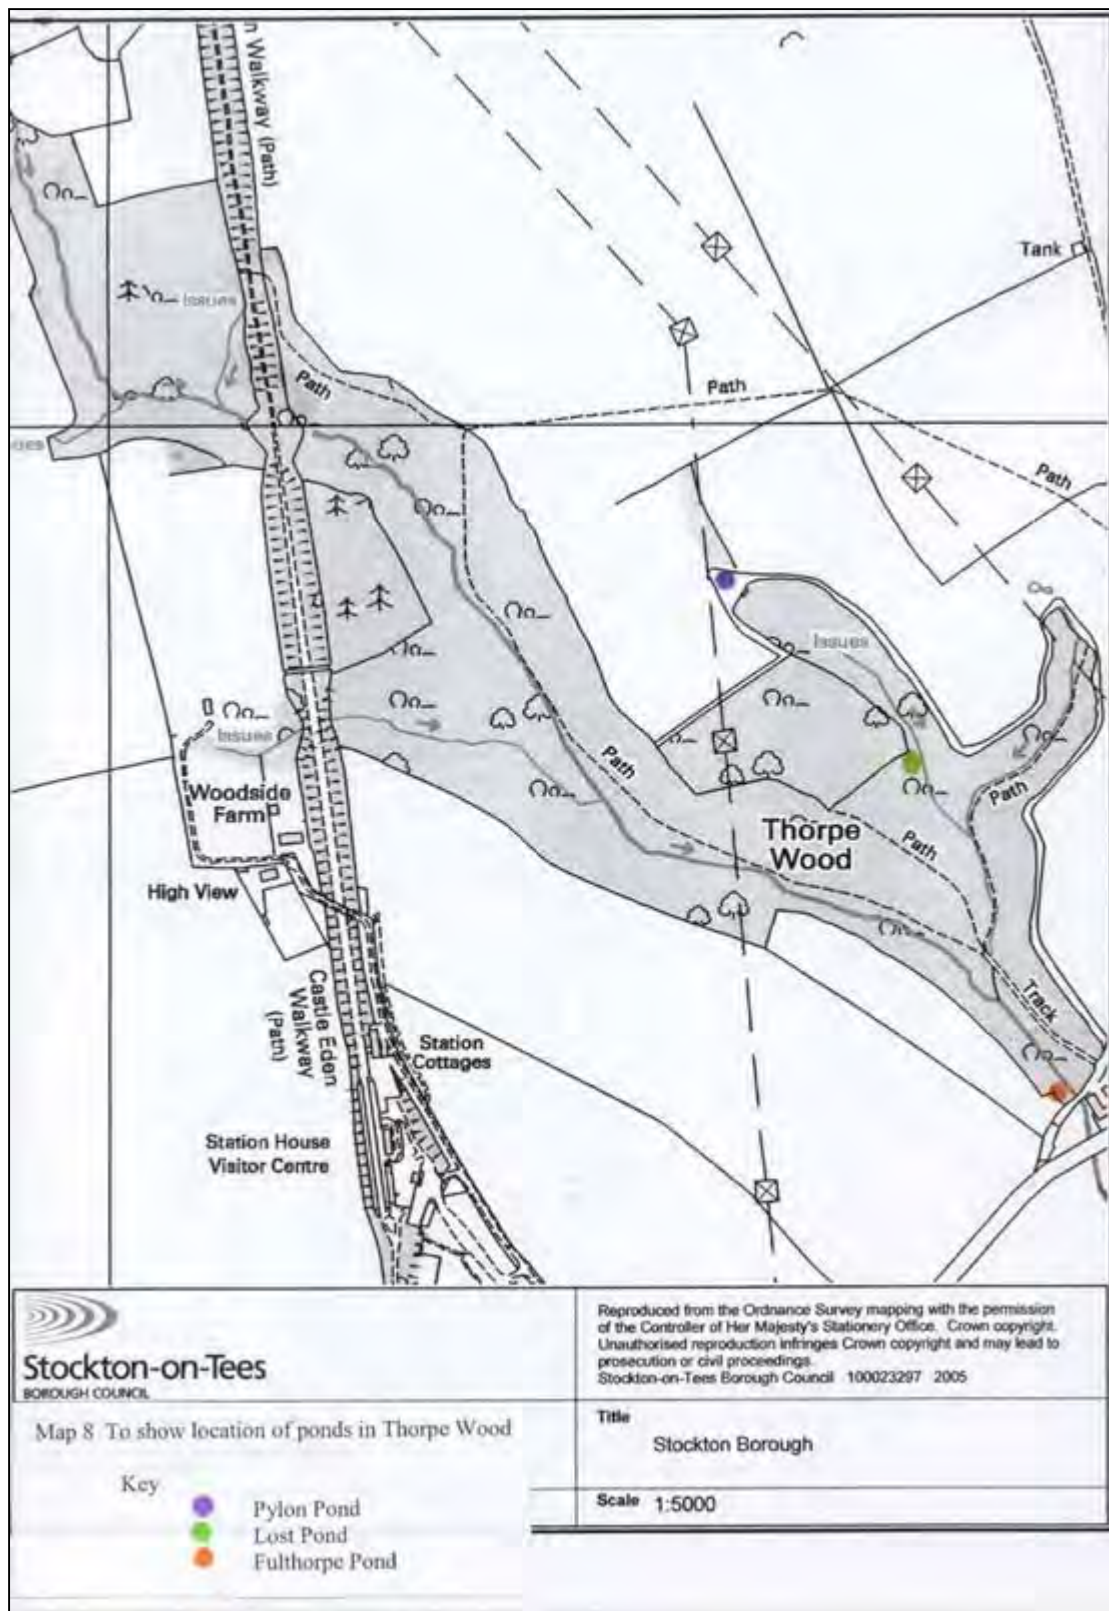 n Walkway (Path)
Tank
Issues
Path
Path
Path
Issues
Issues
Woodside
Farm
High View
Path
Path
Thorpe
Wood
Path
Track
Castle Eden
Walkway
(Path)
Station
Cottages
Station House
Visitor Centre
Stockton-on-Tees
BOROUGH COUNCIL
Map 8 To show location of ponds in Thorpe Wood
Key
Pylon Pond
Lost Pond
Fulthorpe Pond
Reproduced from the Ordnance Survey mapping with the permission
of the Controller of Her Majesty's Stationery Office. Crown copyright.
Unauthorised reproduction infringes Crown copyright and may lead to
prosecution or civil proceedings.
Stockton-on-Tees Borough Council 100023297 2005
Title
Stockton Borough
Scale 1:5000